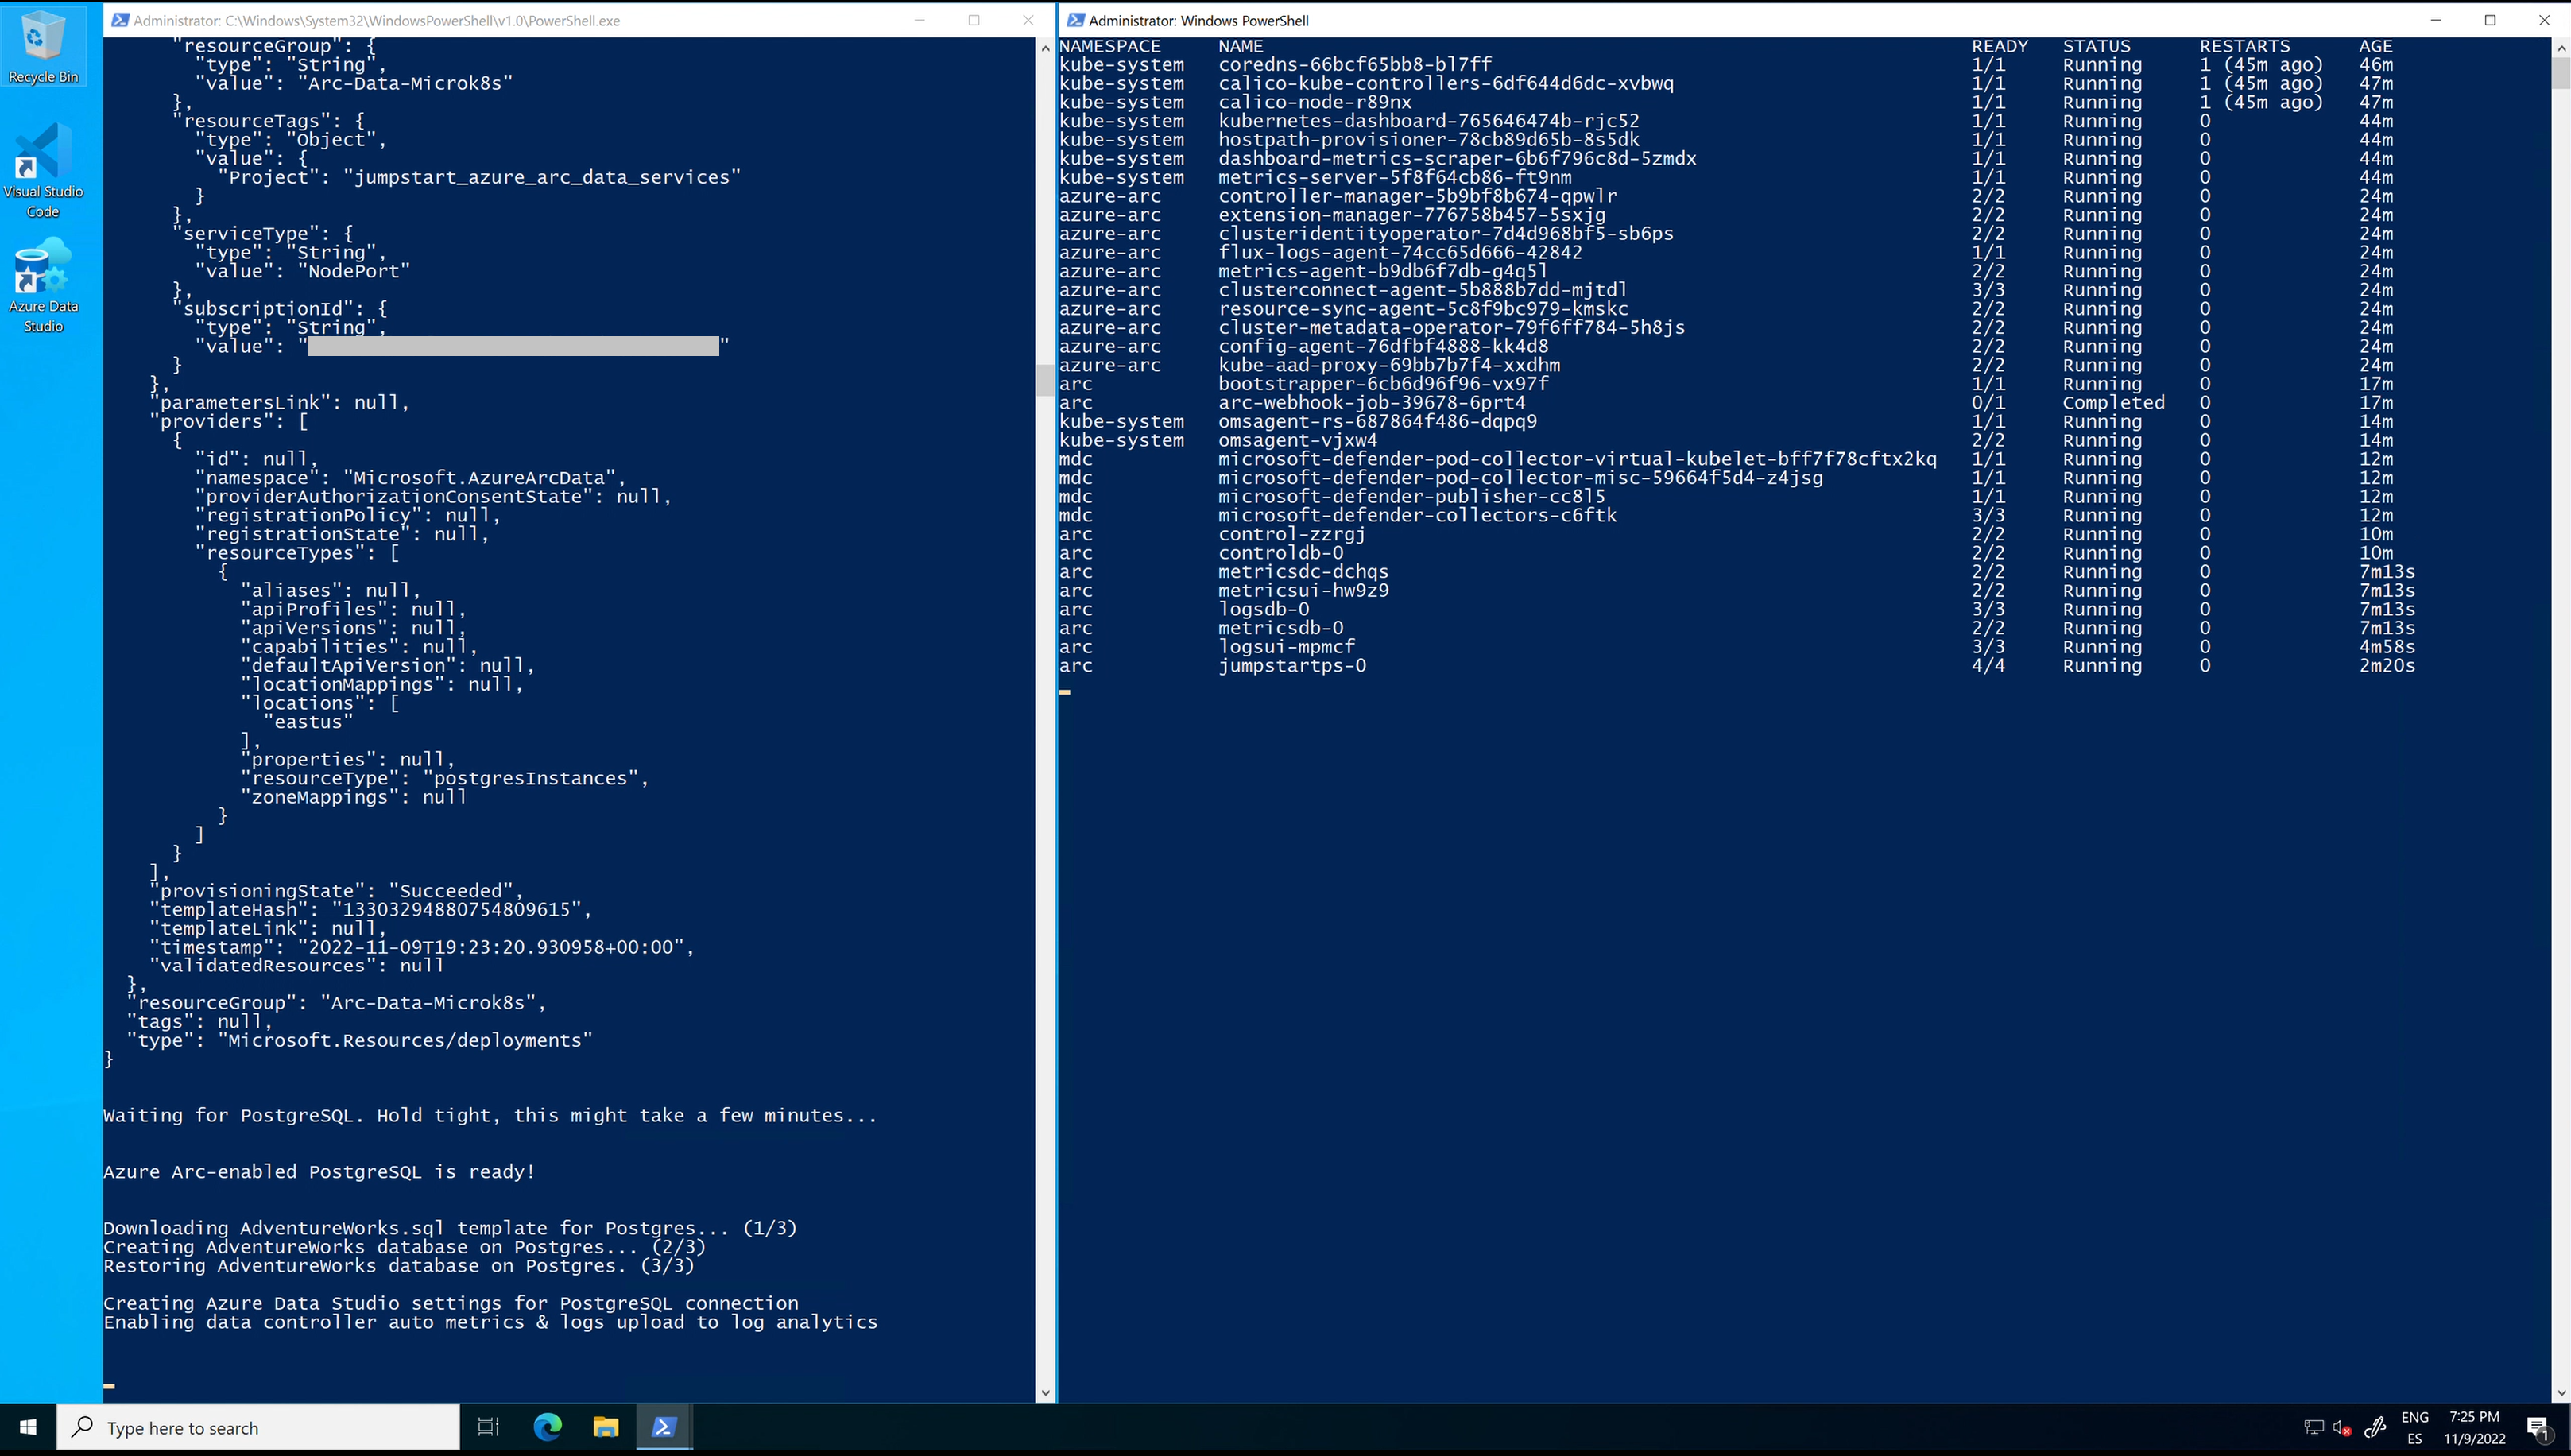 Recycle Bin
Visual Studio
Code
Azure Data
Studio
Administrator: C:\Windows\System32\WindowsPowerShell\v1.0\PowerShell.exe
"resourceGroup": {
"type": "String",
"value": "Arc-Data-Microk8s"
},
"resourceTags": {
"type": "Object",
"value": {
"Project": "jumpstart_azure_arc_data_services"
}
},
"serviceType": {
"type": "String",
"value": "NodePort"
},
"subscriptionId": {
"type": "String",
"value": " "
}
},
"parametersLink": null,
"providers": [
{
"id": null,
"namespace": "Microsoft.AzureArcData",
"providerAuthorizationConsentState": null,
"registrationPolicy": null,
"registrationState": null,
"resourceTypes": [
{
"aliases": null,
"apiProfiles": null,
"apiVersions": null,
"capabilities": null,
"defaultApiVersion": null,
"locationMappings": null,
"locations": [
"eastus"
],
"properties": null,
"resourceType": "postgresInstances",
"zoneMappings": null
}
]
}
],
"provisioningState": "Succeeded",
"templateHash": "13303294880754809615",
"templateLink": null,
"timestamp": "2022-11-09T19:23:20.930958+00:00",
"validatedResources": null
},
"resourceGroup": "Arc-Data-Microk8s",
"tags": null,
"type": "Microsoft.Resources/deployments"
}
Waiting for PostgreSQL. Hold tight, this might take a few minutes...
Azure Arc-enabled PostgreSQL is ready!
Downloading AdventureWorks.sql template for Postgres... (1/3)
Creating AdventureWorks database on Postgres... (2/3)
Restoring AdventureWorks database on Postgres. (3/3)
Creating Azure Data Studio settings for PostgreSQL connection
Enabling data controller auto metrics & logs upload to log analytics
Administrator: Windows PowerShell
NAMESPACE NAME READY STATUS RESTARTS AGE
kube-system coredns-66bcf65bb8-bl7ff 1/1 Running 1 (45m ago) 46m
kube-system calico-kube-controllers-6df644d6dc-xvbwq 1/1 Running 1 (45m ago) 47m
kube-system calico-node-r89nx 1/1 Running 1 (45m ago) 47m
kube-system kubernetes-dashboard-765646474b-rjc52 1/1 Running 0 44m
kube-system hostpath-provisioner-78cb89d65b-8s5dk 1/1 Running 0 44m
kube-system dashboard-metrics-scraper-6b6f796c8d-5zmdx 1/1 Running 0 44m
kube-system metrics-server-5f8f64cb86-ft9nm 1/1 Running 0 44m
azure-arc controller-manager-5b9bf8b674-qpwlr 2/2 Running 0 24m
azure-arc extension-manager-776758b457-5sxjg 2/2 Running 0 24m
azure-arc clusteridentityoperator-7d4d968bf5-sb6ps 2/2 Running 0 24m
azure-arc flux-logs-agent-74cc65d666-42842 1/1 Running 0 24m
azure-arc metrics-agent-b9db6f7db-g4q5l 2/2 Running 0 24m
azure-arc clusterconnect-agent-5b888b7dd-mjtdl 3/3 Running 0 24m
azure-arc resource-sync-agent-5c8f9bc979-kmskc 2/2 Running 0 24m
azure-arc cluster-metadata-operator-79f6ff784-5h8js 2/2 Running 0 24m
azure-arc config-agent-76dfbf4888-kk4d8 2/2 Running 0 24m
azure-arc kube-aad-proxy-69bb7b7f4-xxdhm 2/2 Running 0 24m
arc bootstrapper-6cb6d96f96-vx97f 1/1 Running 0 17m
arc arc-webhook-job-39678-6prt4 0/1 Completed 0 17m
kube-system omsagent-rs-687864f486-dqpq9 1/1 Running 0 14m
kube-system omsagent-vjxw4 2/2 Running 0 14m
mdc microsoft-defender-pod-collector-virtual-kubelet-bff7f78cftx2kq 1/1 Running 0 12m
mdc microsoft-defender-pod-collector-misc-59664f5d4-z4jsg 1/1 Running 0 12m
mdc microsoft-defender-publisher-cc8l5 1/1 Running 0 12m
mdc microsoft-defender-collectors-c6ftk 3/3 Running 0 12m
arc control-zzrgj 2/2 Running 0 10m
arc controldb-0 2/2 Running 0 10m
arc metricsdc-dchqs 2/2 Running 0 7m13s
arc metricsui-hw9z9 2/2 Running 0 7m13s
arc logsdb-0 3/3 Running 0 7m13s
arc metricsdb-0 2/2 Running 0 7m13s
arc logsui-mpmcf 3/3 Running 0 4m58s
arc jumpstartps-0 4/4 Running 0 2m20s
Type here to search
ENG
ES
7:25 PM
11/9/2022
1